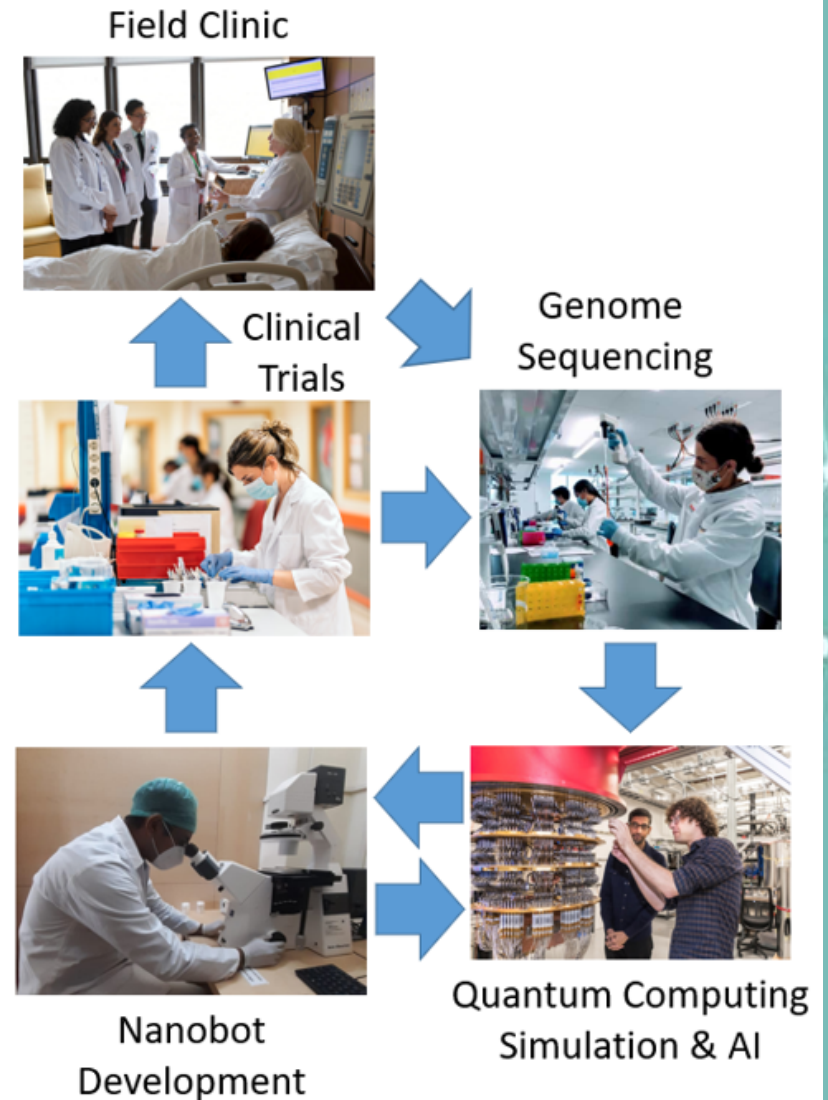 Field Clinic
Clinical
Trials
Genome
Sequencing
Nanobot
Development
Quantum Computing
Simulation & AI